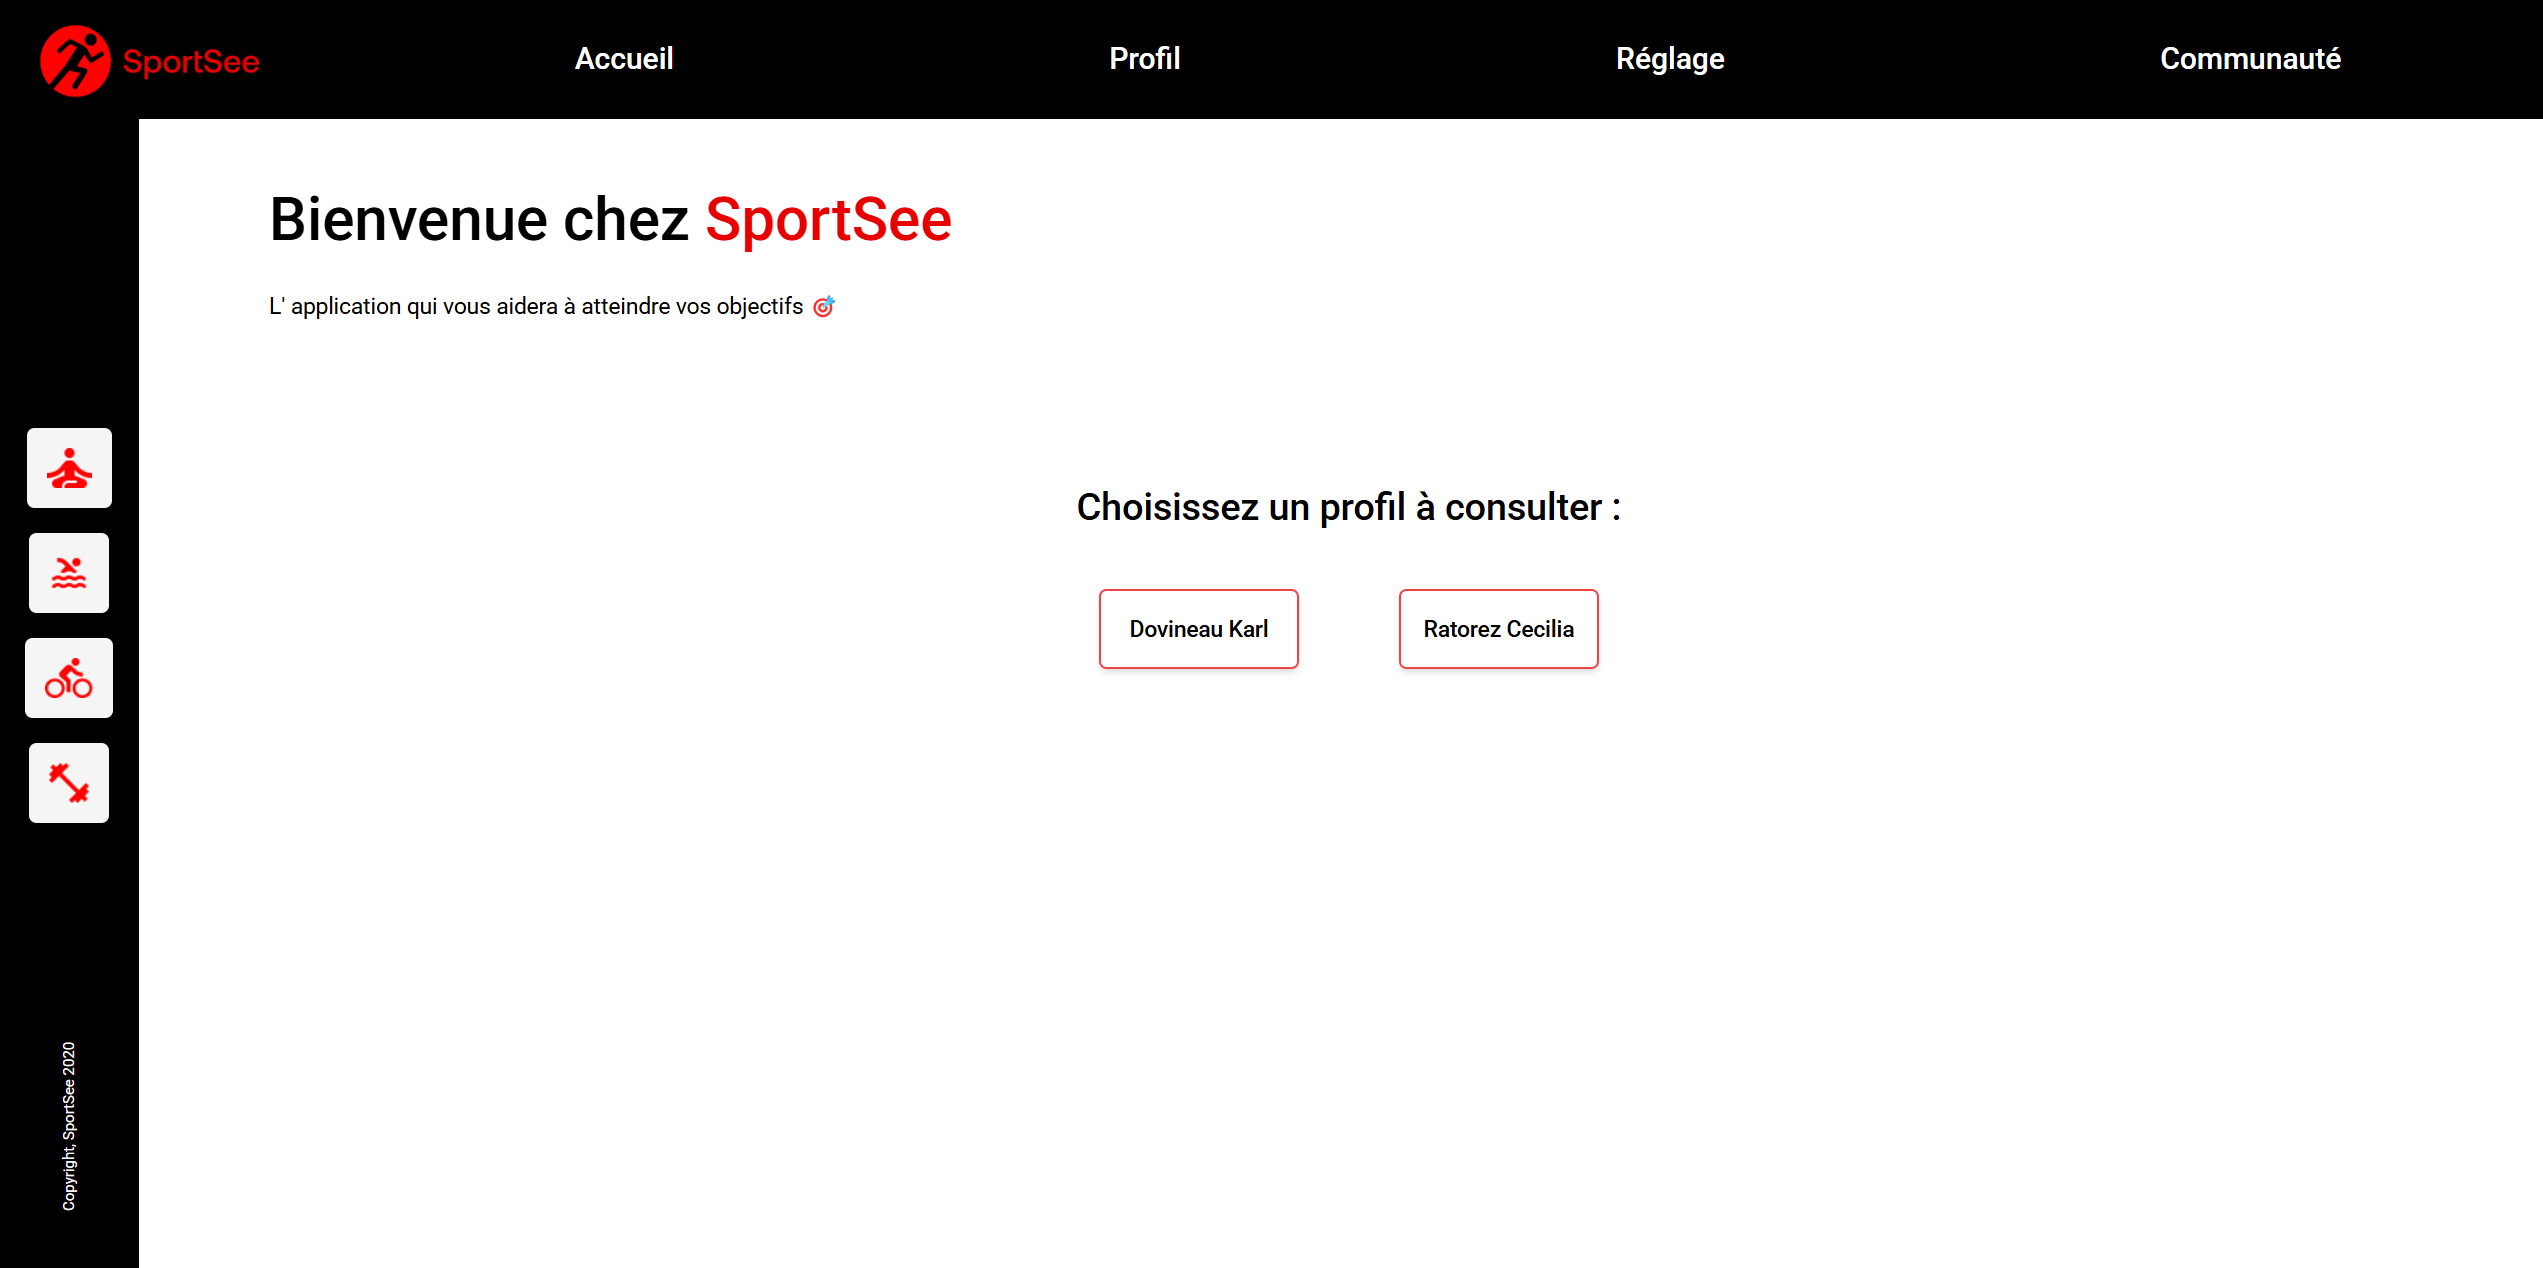 SportSee
Accueil
Profil
Réglage
Communauté
Bienvenue chez SportSee
L' application qui vous aidera à atteindre vos objectifs 🎯
Choisissez un profil à consulter :
Dovineau Karl
Ratorez Cecilia
Copyright, SportSee 2020